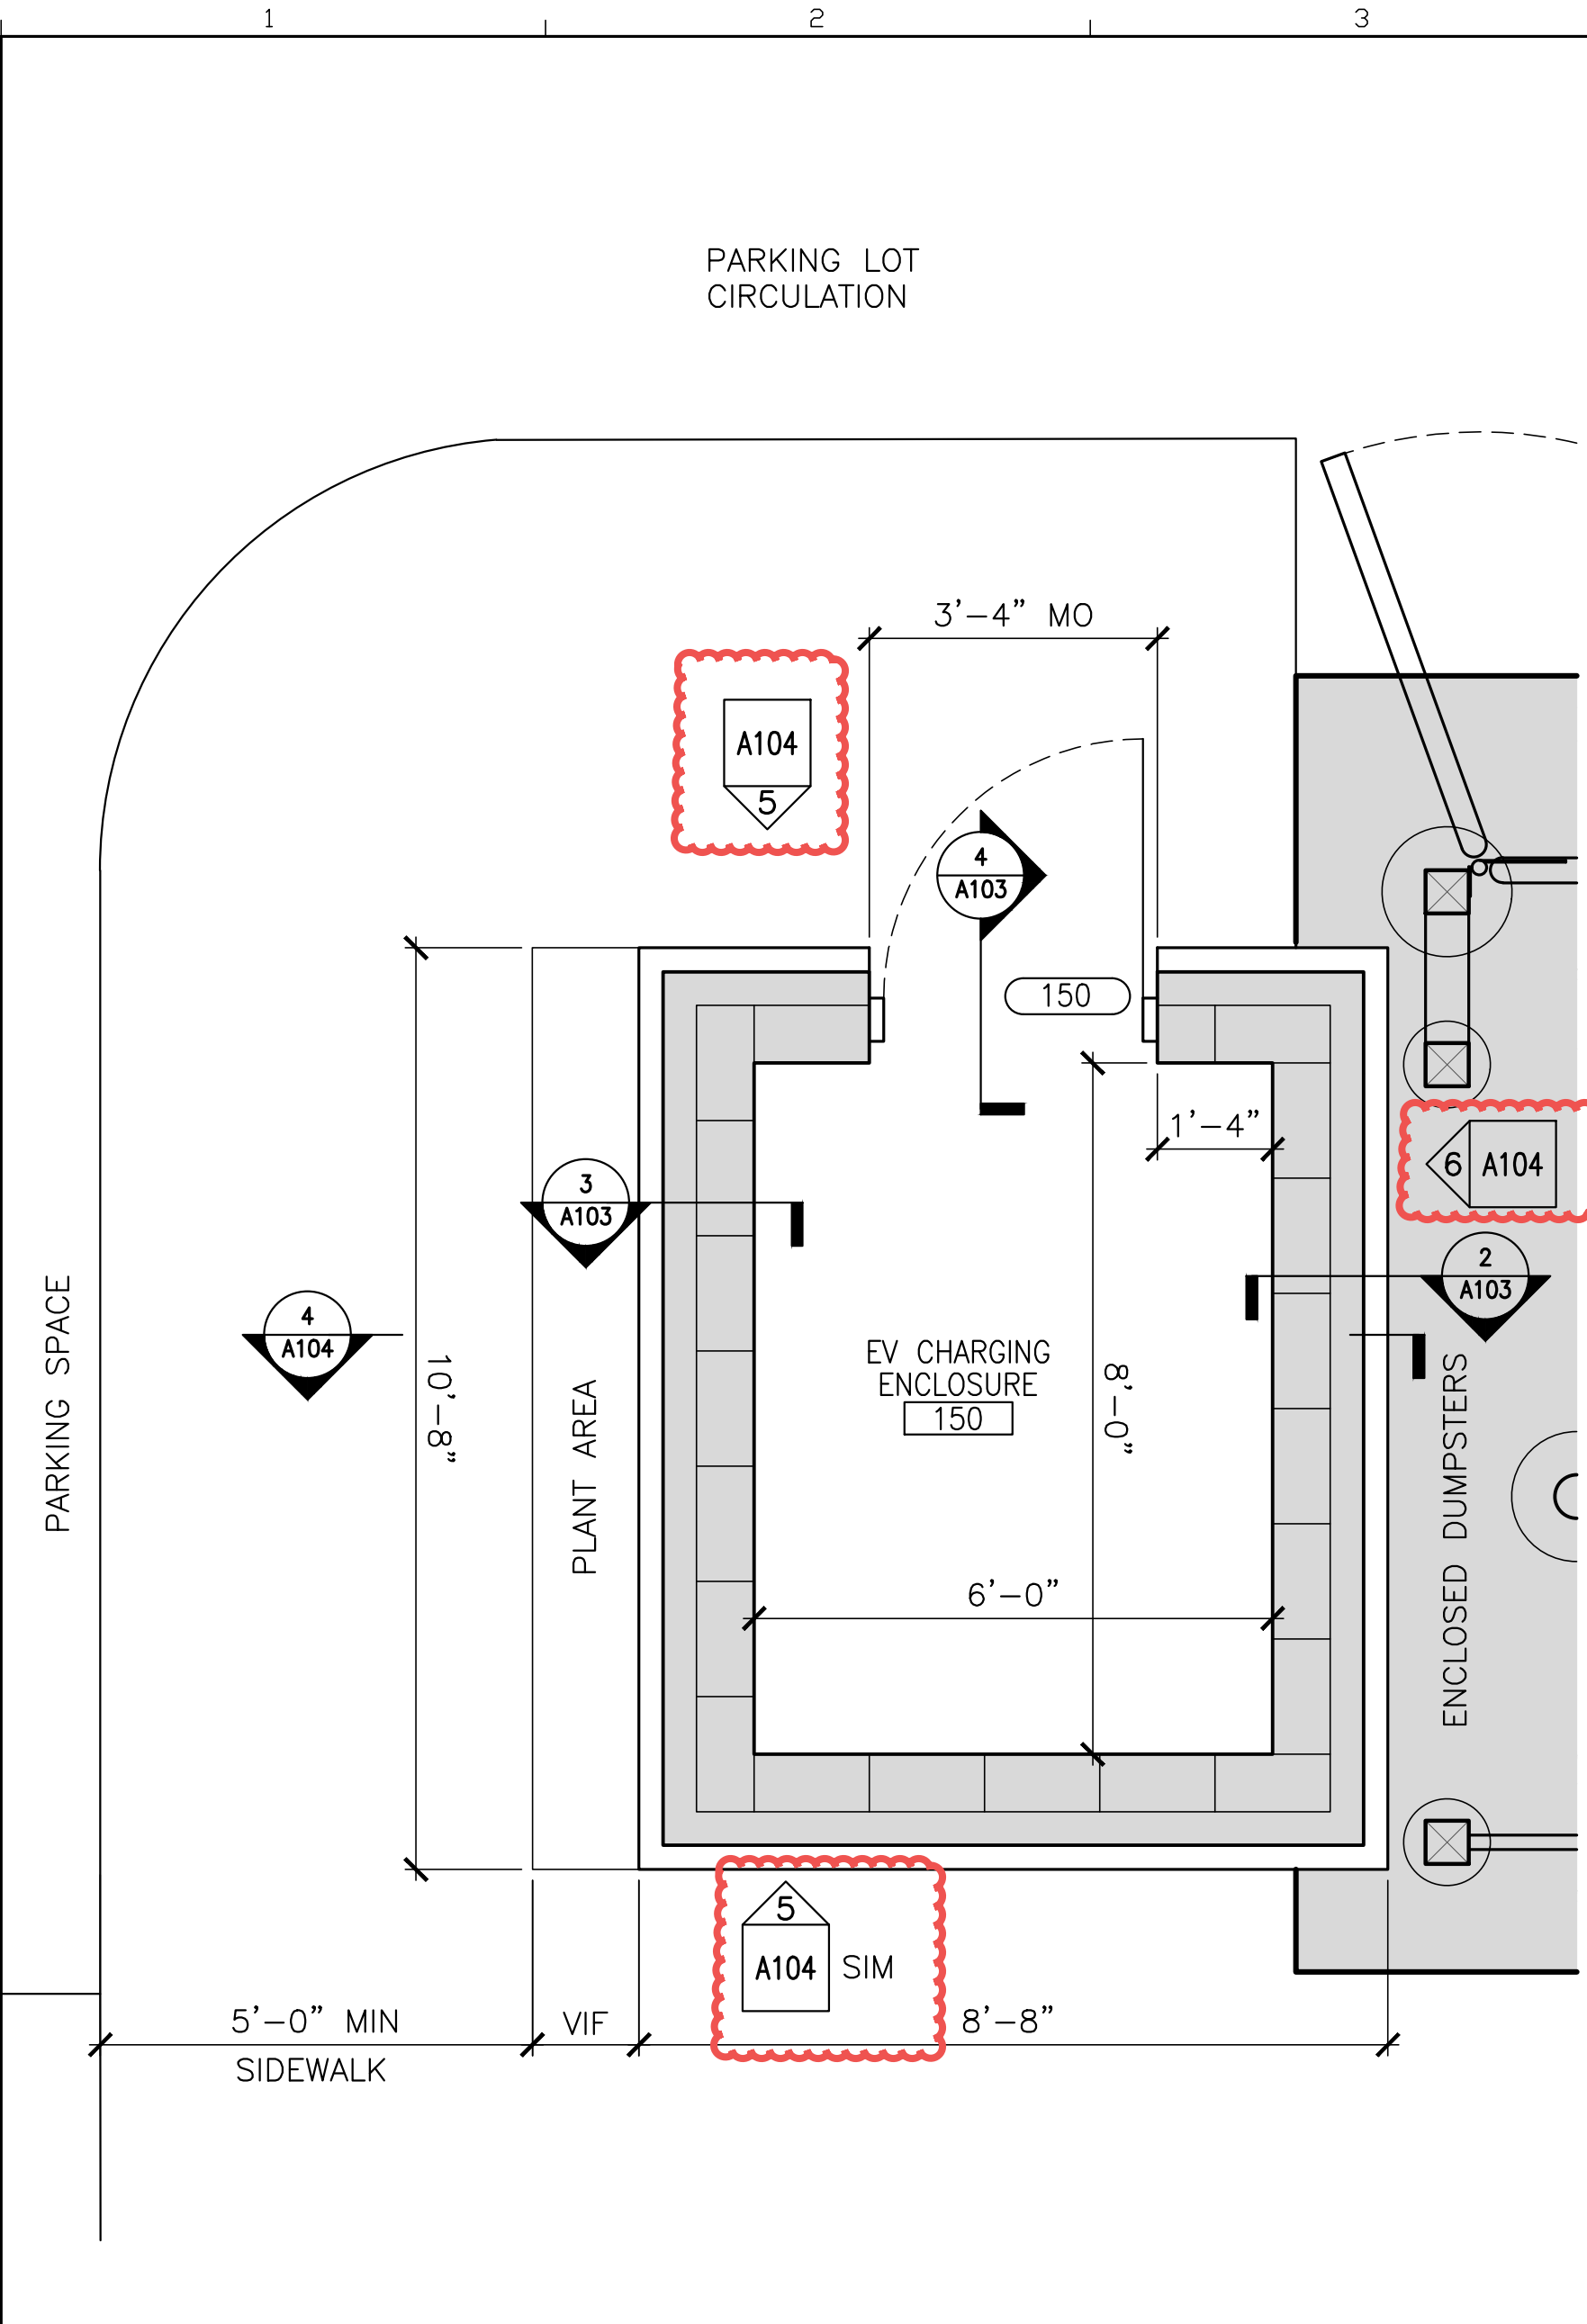 1
2
3
PARKING LOT
CIRCULATION
3'-4" MO
A104
5
4
A103
150
1'-4"
6
A104
3
A103
2
A103
4
A104
PARKING SPACE
10'-8"
PLANT AREA
EV CHARGING
ENCLOSURE
150
8'-0"
ENCLOSED DUMPSTERS
6'-0"
5
A104
SIM
5'-0" MIN
SIDEWALK
VIF
8'-8"